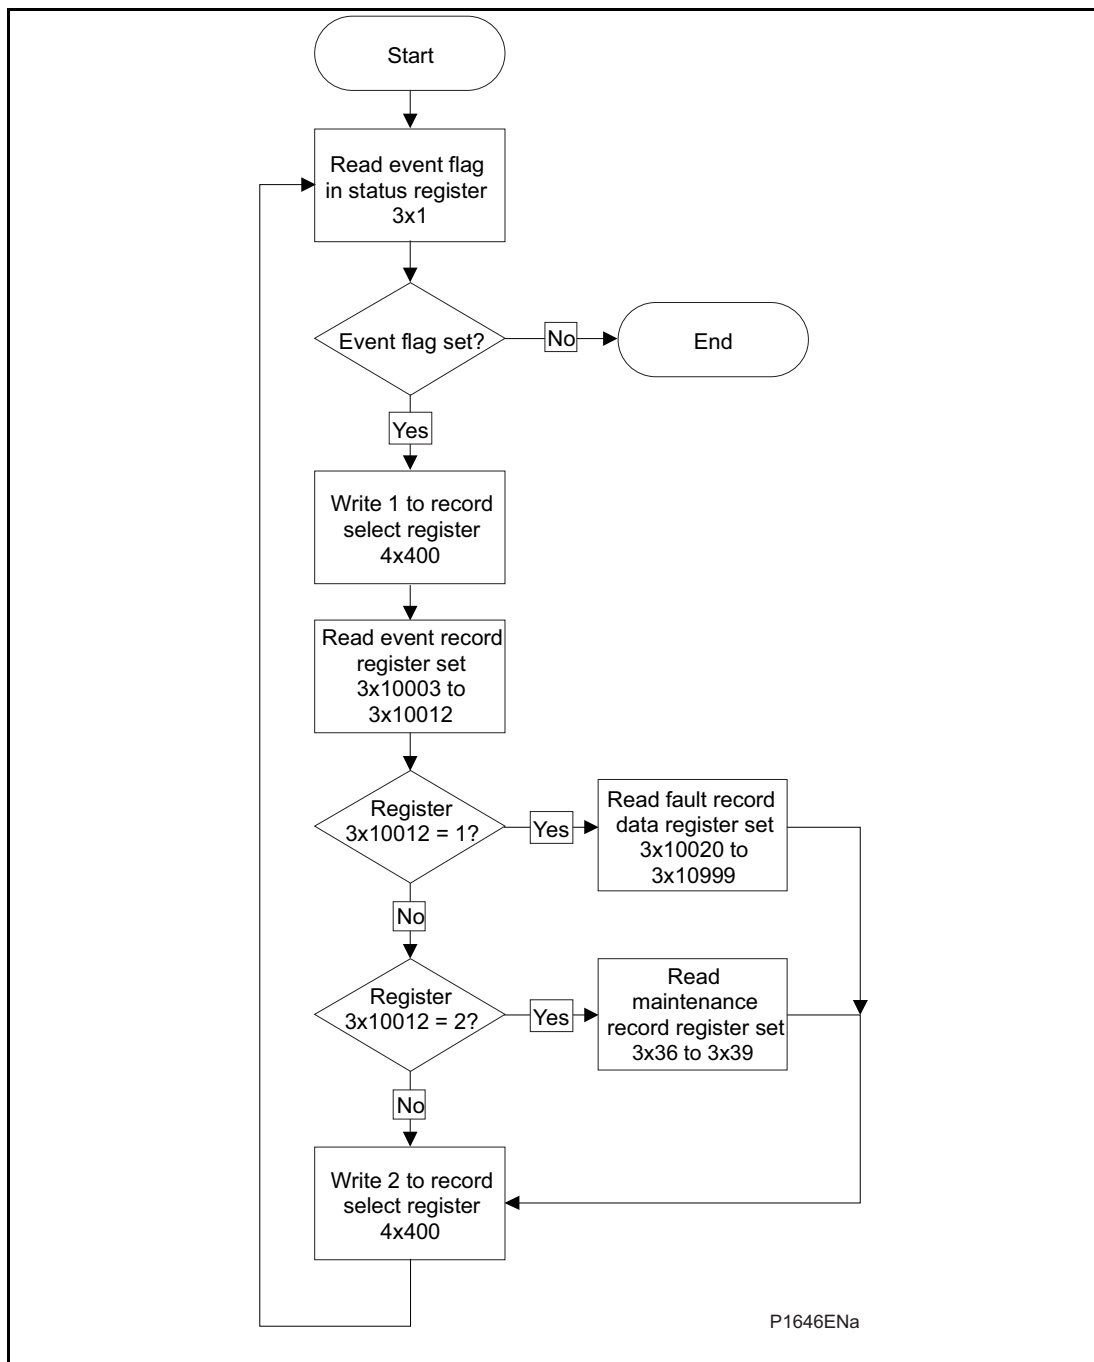 Start
Read event flag
in status register
3x1
Event flag set?
No
End
Yes
Write 1 to record
select register
4x400
Read event record
register set
3x10003 to
3x10012
Register
3x10012 = 1?
Yes
Read fault record
data register set
3x10020 to
3x10999
No
Register
3x10012 = 2?
Yes
Read
maintenance
record register set
3x36 to 3x39
No
Write 2 to record
select register
4x400
P1646ENa